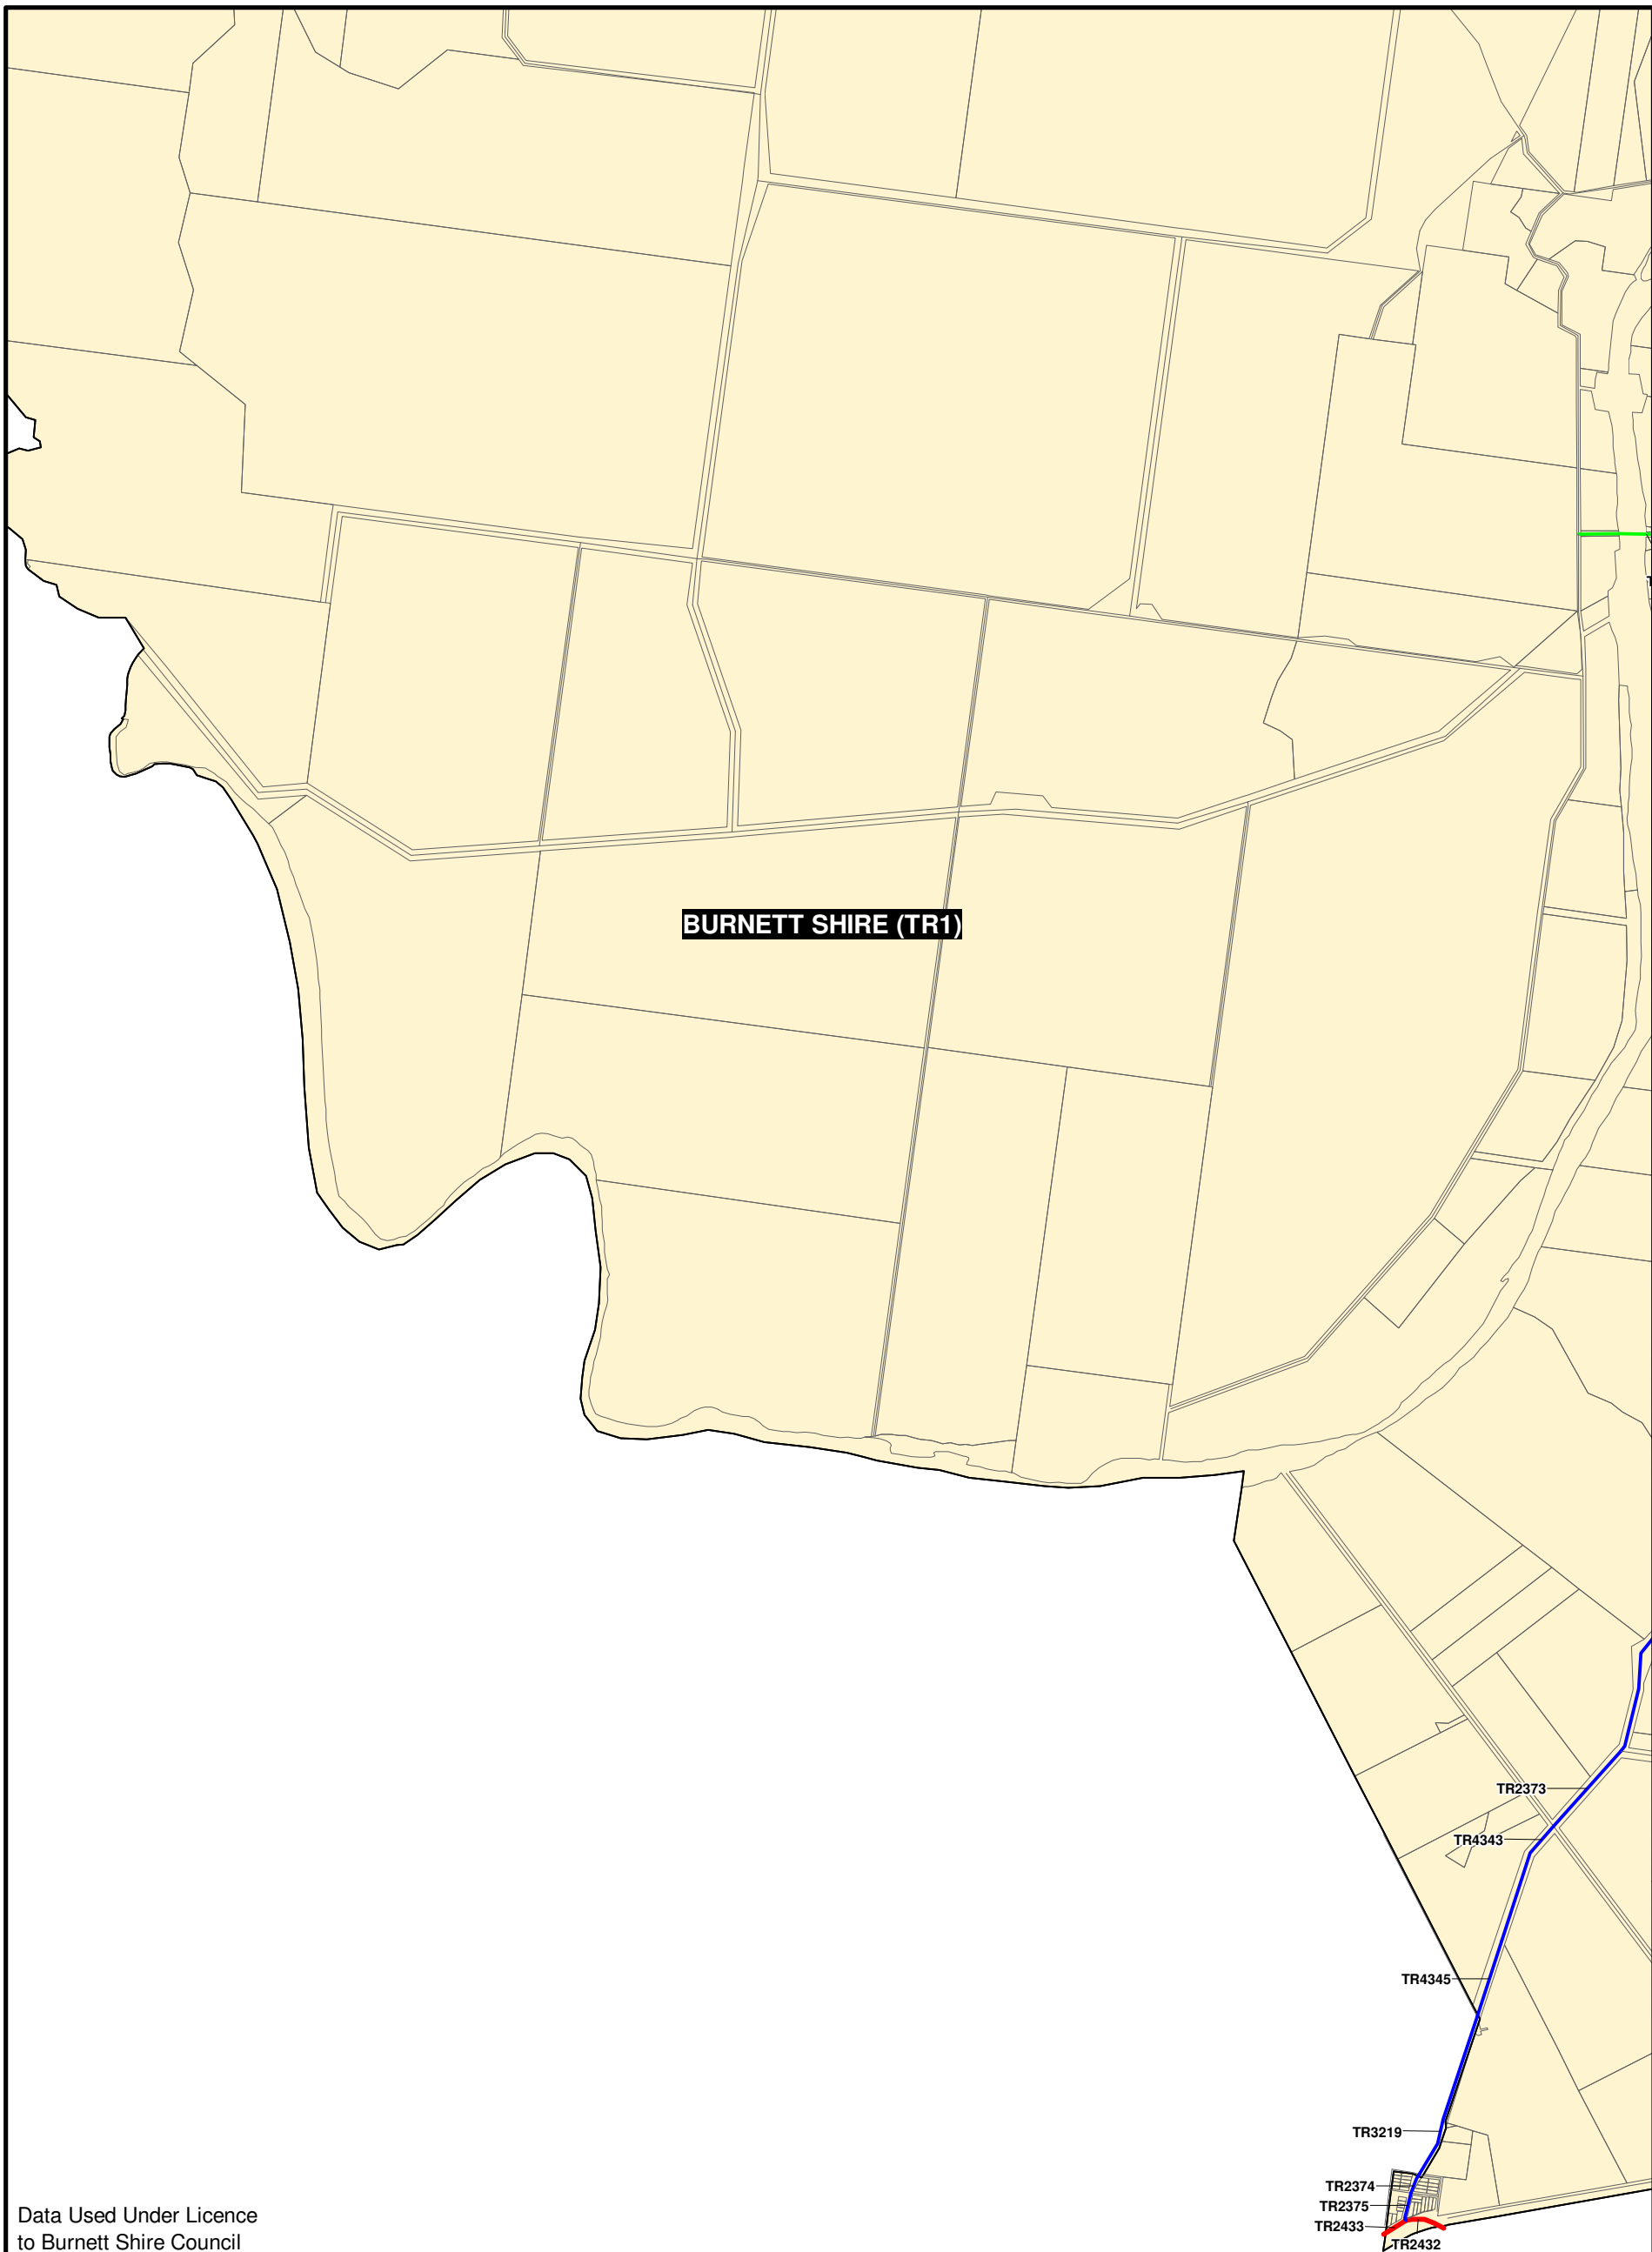 BURNETT SHIRE (TR1)
TR2373
TR4343
TR4345
TR3219
TR2374
TR2375
TR2433
TR2432
Data Used Under Licence
to Burnett Shire Council